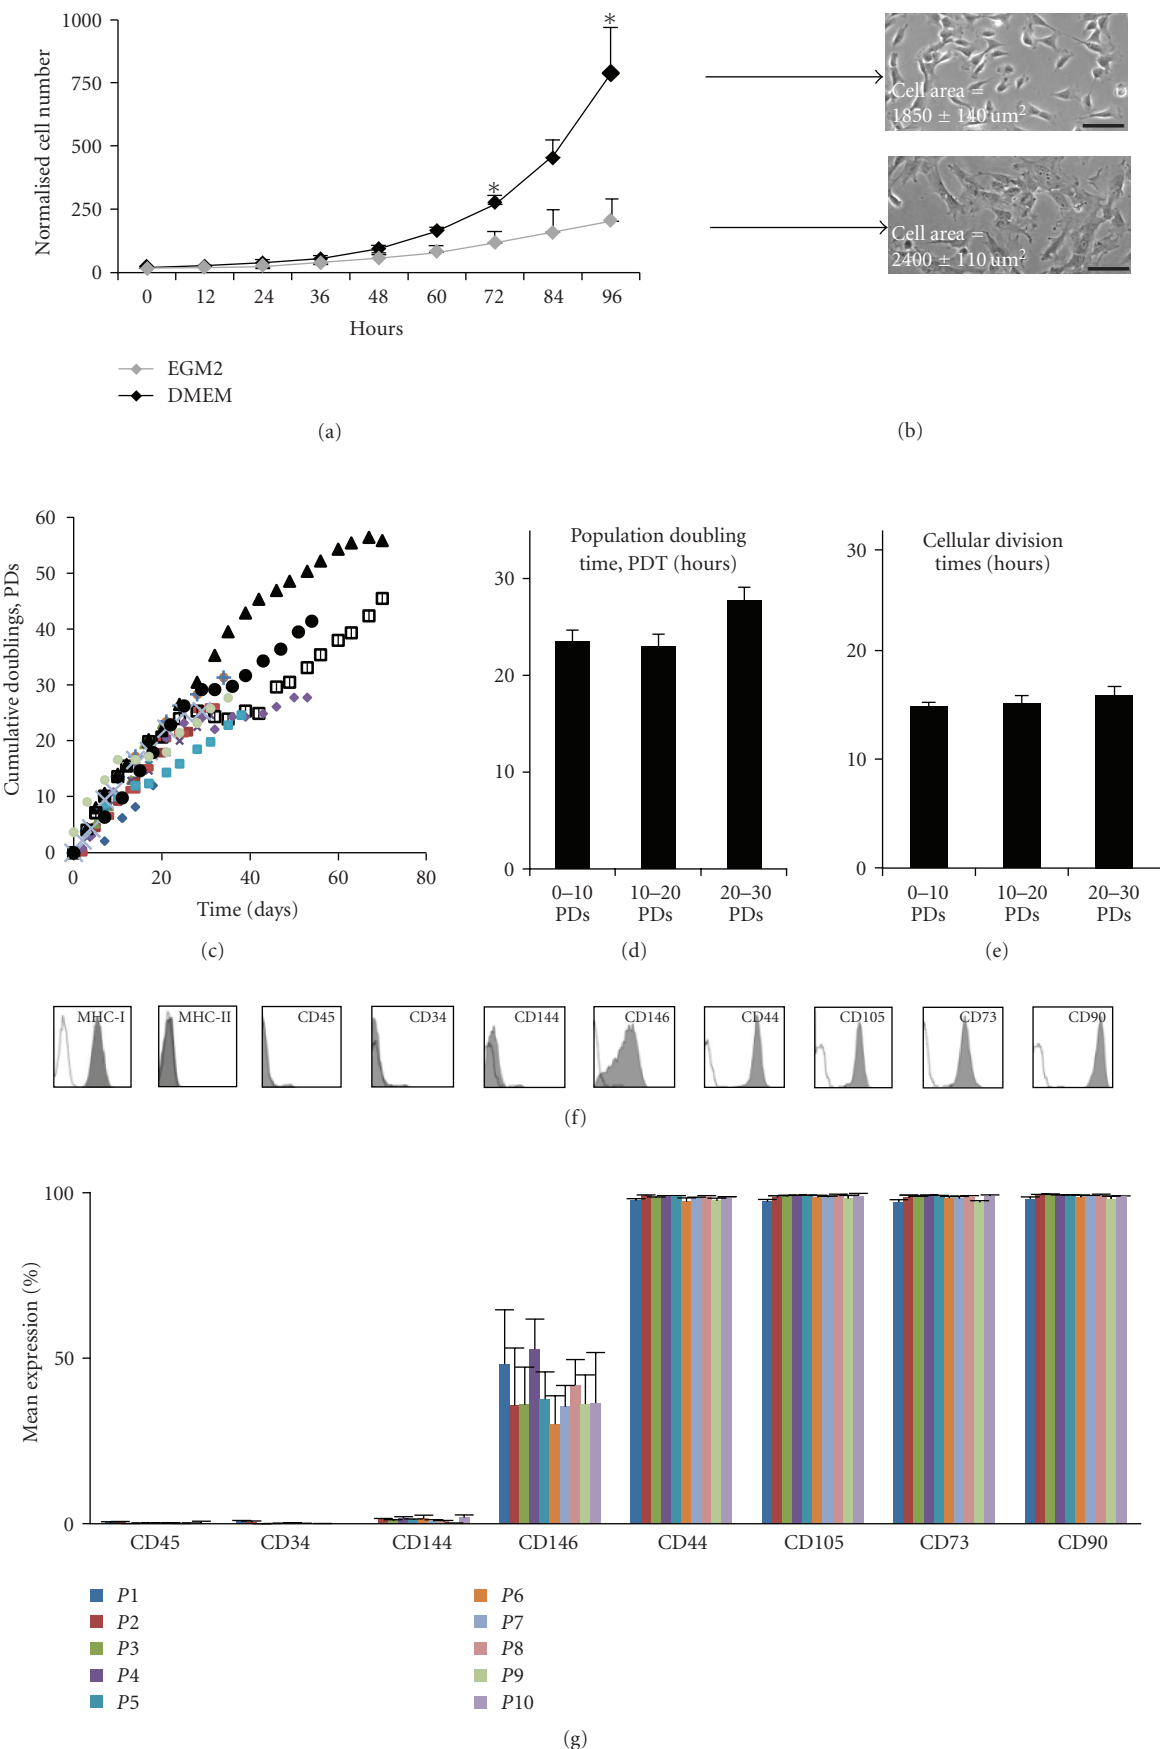 1000
750
500
250
0
Normalised cell number
*
*
0 12 24 36 48 60 72 84 96
Hours
EGM2
DMEM
(a)
Cell area =
1850 ± 140 um²
Cell area =
2400 ± 110 um²
(b)
60
50
40
30
20
10
0
Cumulative doublings, PDs
0 20 40 60 80
Time (days)
(c)
Population doubling
time, PDT (hours)
30
20
10
0
0–10 10–20 20–30
PDs PDs PDs
(d)
Cellular division
times (hours)
30
20
10
0
0–10 10–20 20–30
PDs PDs PDs
(e)
MHC-I MHC-II CD45 CD34 CD144 CD146 CD44 CD105 CD73 CD90
(f)
100
50
0
Mean expression (%)
CD45 CD34 CD144 CD146 CD44 CD105 CD73 CD90
P1
P2
P3
P4
P5
P6
P7
P8
P9
P10
(g)